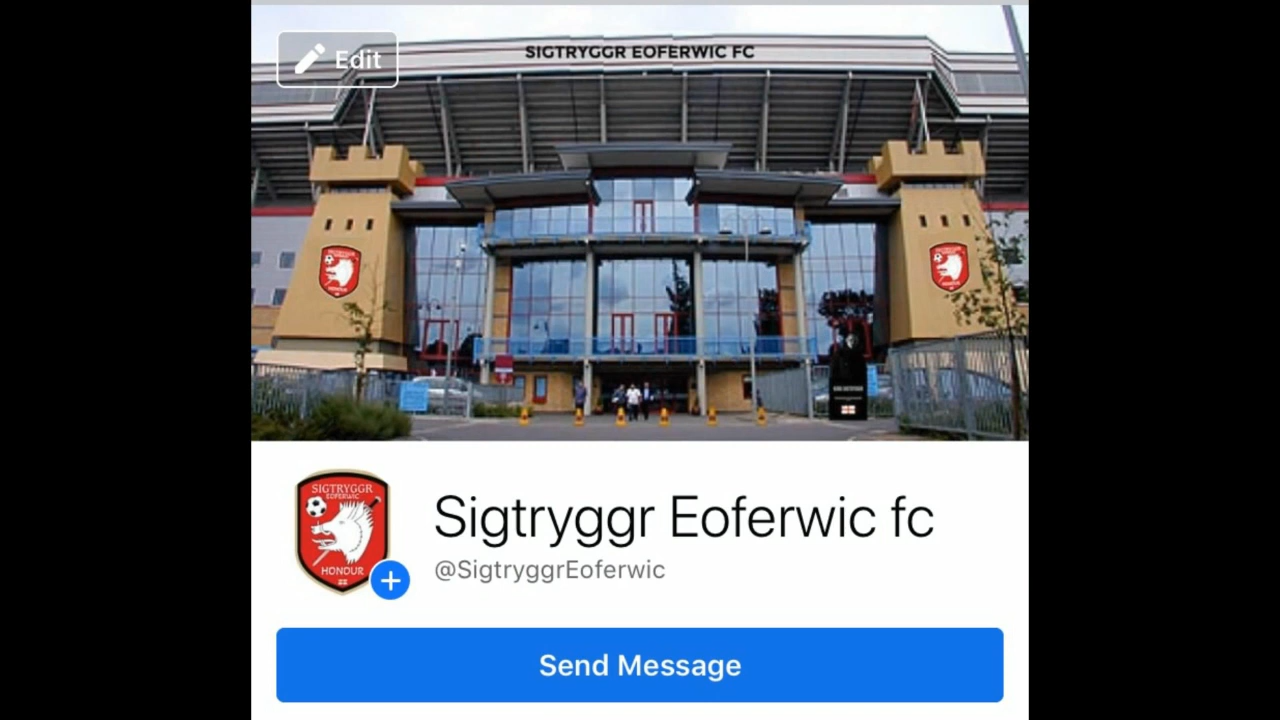 SIGTRYGGR EOFERWIC FC
Edit
SIGTRYGGR
EOFERWIC
HONOUR
Sigtryggr Eoferwic fc
@SigtryggrEoferwic
Send Message